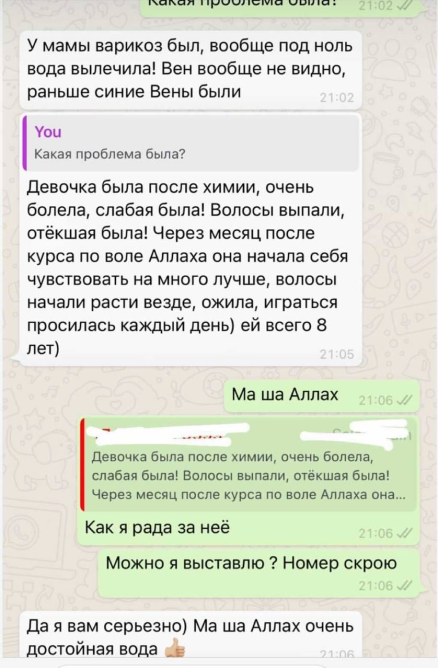 Какая проблема была?
21:02
У мамы варикоз был, вообще под ноль
вода вылечила! Вен вообще не видно,
раньше синие Вены были
21:02
You
Какая проблема была?
Девочка была после химии, очень
болела, слабая была! Волосы выпали,
отёкшая была! Через месяц после
курса по воле Аллаха она начала себя
чувствовать на много лучше, волосы
начали расти везде, ожила, играться
просилась каждый день) ей всего 8
лет)
21:05
Ма ша Аллах
21:06
Девочка была после химии, очень болела,
слабая была! Волосы выпали, отёкшая была!
Через месяц после курса по воле Аллаха она...
Как я рада за неё
21:06
Можно я выставлю ? Номер скрою
21:06
Да я вам серьезно) Ма ша Аллах очень
достойная вода 👍🏼
21:06